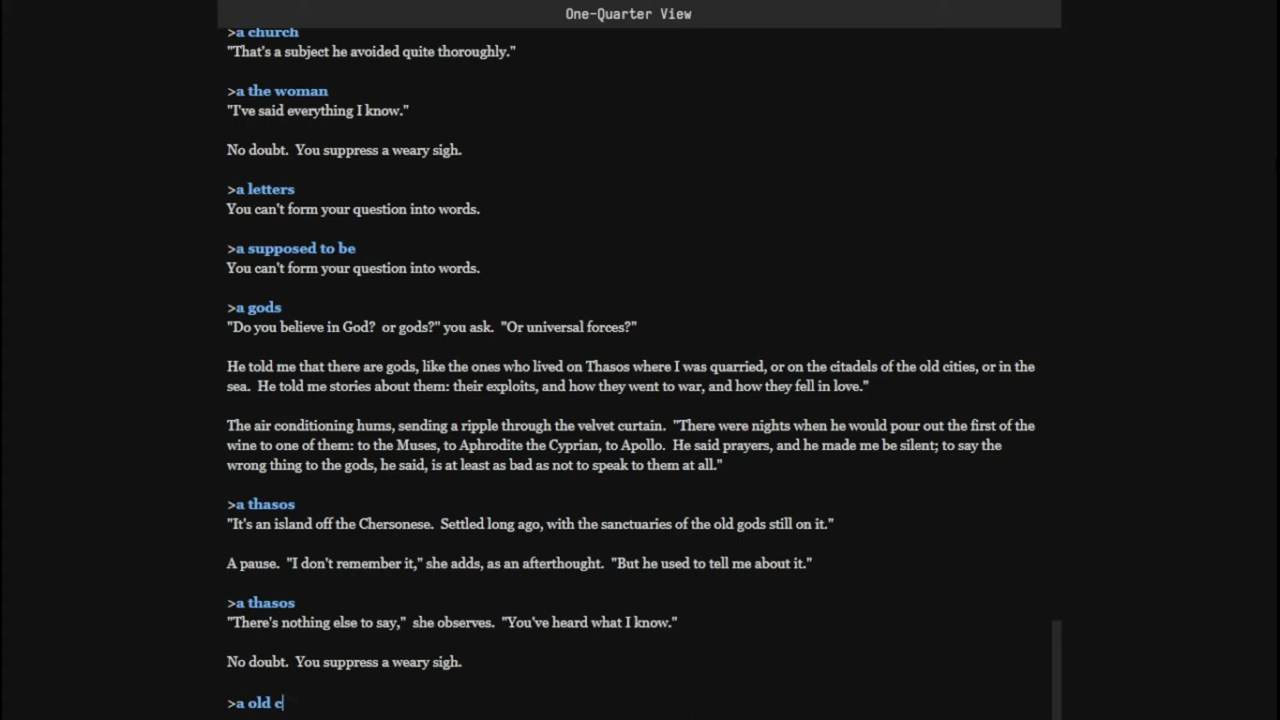 One-Quarter View
>a church
"That's a subject he avoided quite thoroughly."
>a the woman
"I've said everything I know."
No doubt.  You suppress a weary sigh.
>a letters
You can't form your question into words.
>a supposed to be
You can't form your question into words.
>a gods
"Do you believe in God?  or gods?" you ask.  "Or universal forces?"
He told me that there are gods, like the ones who lived on Thasos where I was quarried, or on the citadels of the old cities, or in the
sea.  He told me stories about them: their exploits, and how they went to war, and how they fell in love."
The air conditioning hums, sending a ripple through the velvet curtain.  "There were nights when he would pour out the first of the
wine to one of them: to the Muses, to Aphrodite the Cyprian, to Apollo.  He said prayers, and he made me be silent; to say the
wrong thing to the gods, he said, is at least as bad as not to speak to them at all."
>a thasos
"It's an island off the Chersonese.  Settled long ago, with the sanctuaries of the old gods still on it."
A pause.  "I don't remember it," she adds, as an afterthought.  "But he used to tell me about it."
>a thasos
"There's nothing else to say,"  she observes.  "You've heard what I know."
No doubt.  You suppress a weary sigh.
>a old c